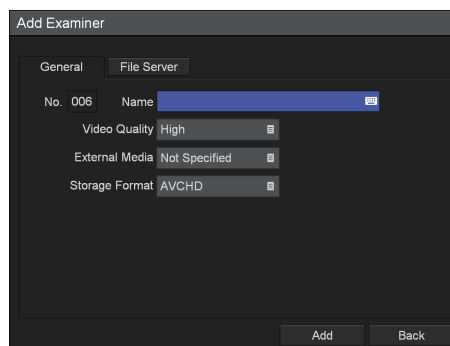 Add Examiner
General File Server
No. 006 Name
Video Quality High
External Media Not Specified
Storage Format AVCHD
Add Back